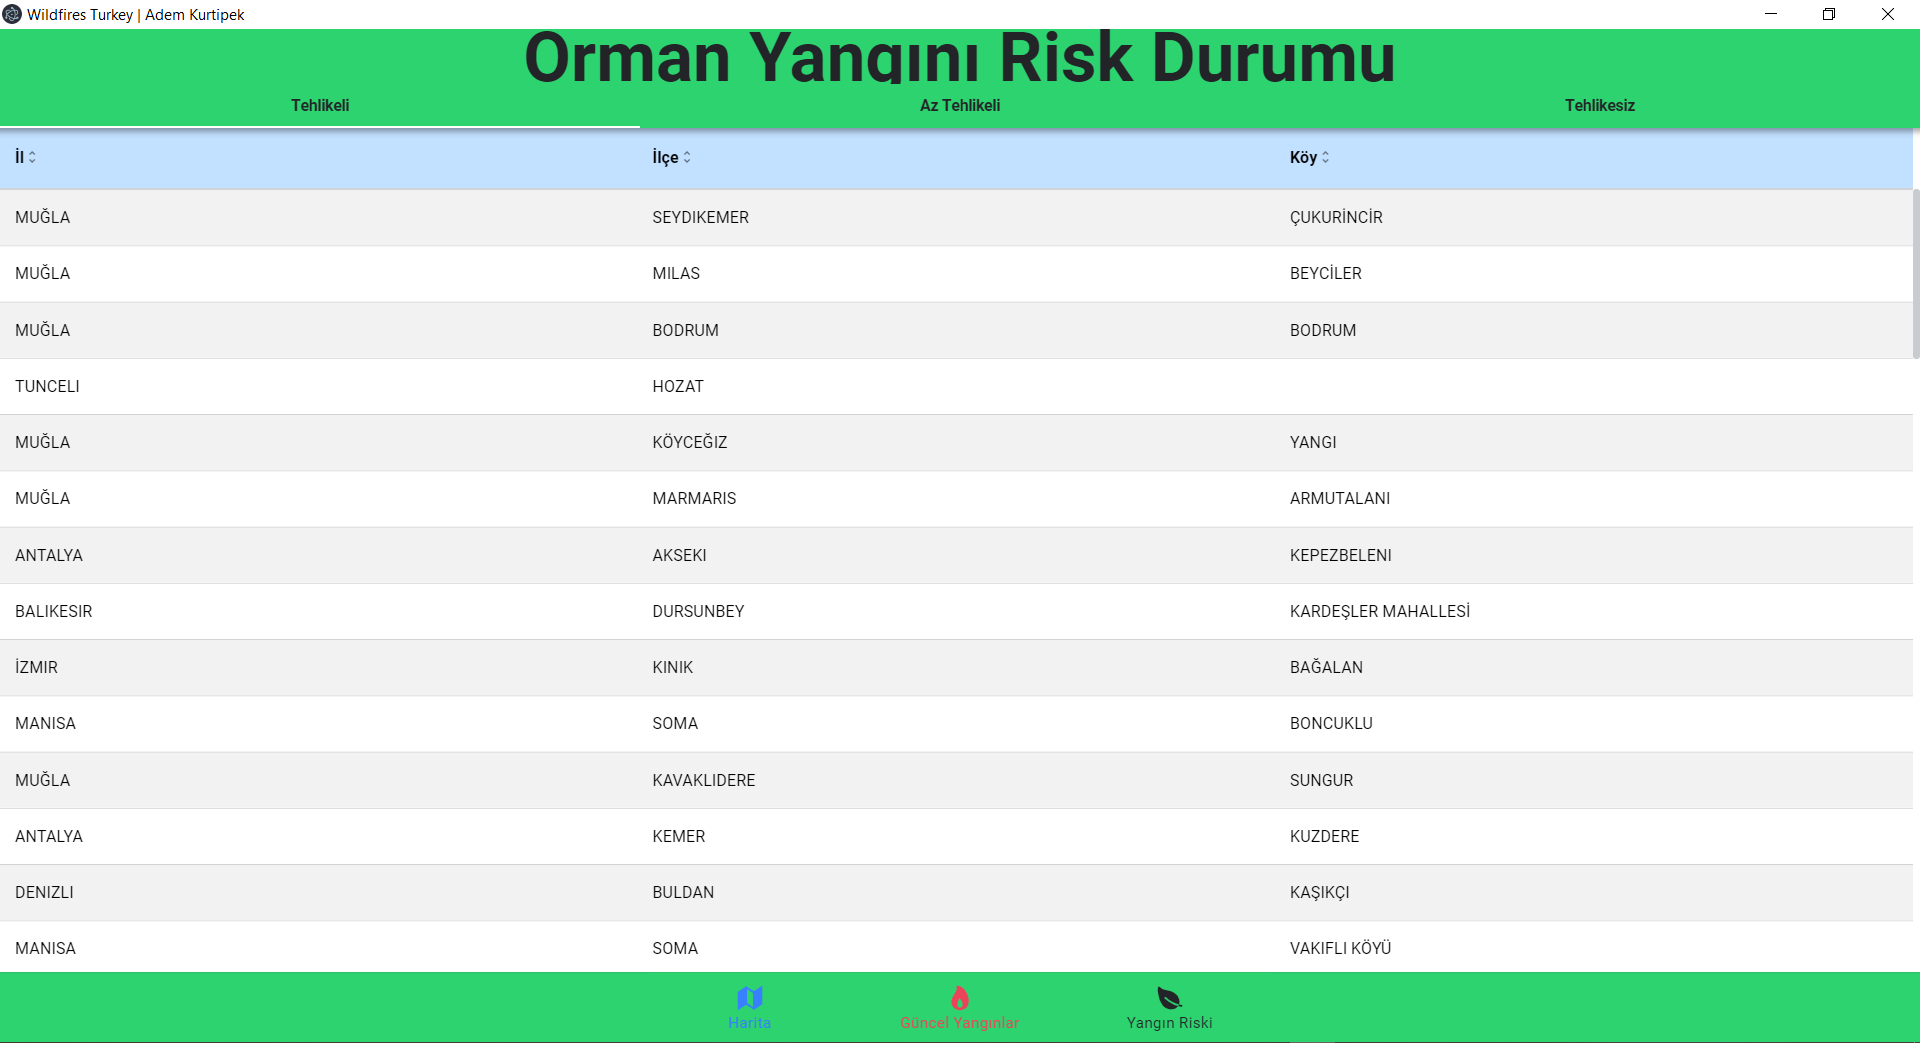 Wildfires Turkey | Adem Kurtipek
Orman Yangını Risk Durumu
Tehlikeli Az Tehlikeli Tehlikesiz
İl İlçe Köy
MUĞLA SEYDIKEMER ÇUKURİNCİR
MUĞLA MILAS BEYCİLER
MUĞLA BODRUM BODRUM
TUNCELI HOZAT
MUĞLA KÖYCEĞIZ YANGI
MUĞLA MARMARIS ARMUTALANI
ANTALYA AKSEKI KEPEZBELENI
BALIKESIR DURSUNBEY KARDEŞLER MAHALLESİ
İZMIR KINIK BAĞALAN
MANISA SOMA BONCUKLU
MUĞLA KAVAKLIDERE SUNGUR
ANTALYA KEMER KUZDERE
DENIZLI BULDAN KAŞIKÇI
MANISA SOMA VAKIFLI KÖYÜ
Harita Güncel Yangınlar Yangın Riski